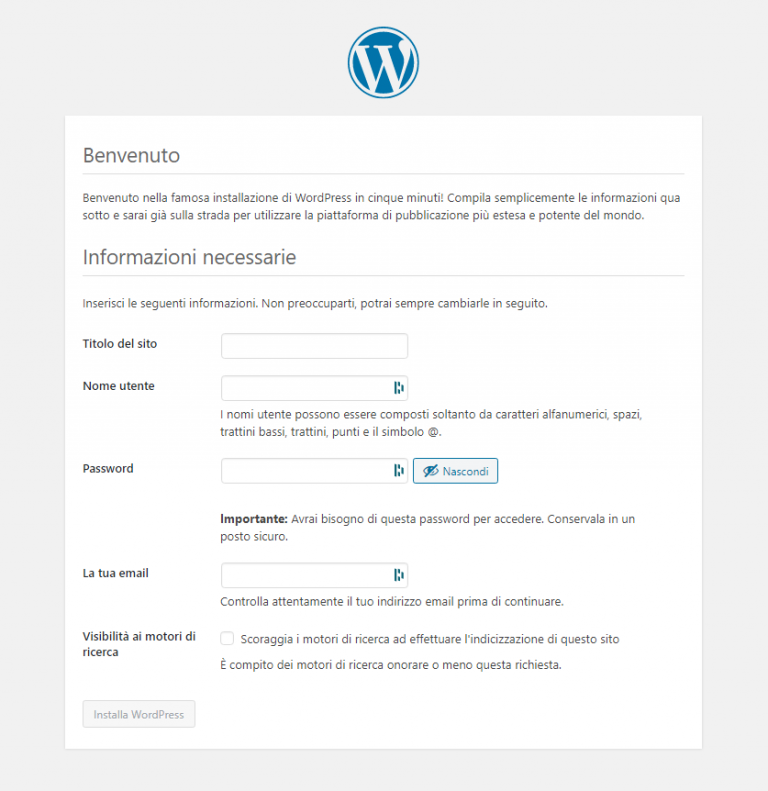 Benvenuto
Benvenuto nella famosa installazione di WordPress in cinque minuti! Compila semplicemente le informazioni qua
sotto e sarai già sulla strada per utilizzare la piattaforma di pubblicazione più estesa e potente del mondo.
Informazioni necessarie
Inserisci le seguenti informazioni. Non preoccuparti, potrai sempre cambiarle in seguito.
Titolo del sito
Nome utente
I nomi utente possono essere composti soltanto da caratteri alfanumerici, spazi,
trattini bassi, trattini, punti e il simbolo @.
Password
Nascondi
Importante: Avrai bisogno di questa password per accedere. Conservala in un
posto sicuro.
La tua email
Controlla attentamente il tuo indirizzo email prima di continuare.
Visibilità ai motori di
ricerca
Scoraggia i motori di ricerca ad effettuare l'indicizzazione di questo sito
È compito dei motori di ricerca onorare o meno questa richiesta.
Installa WordPress